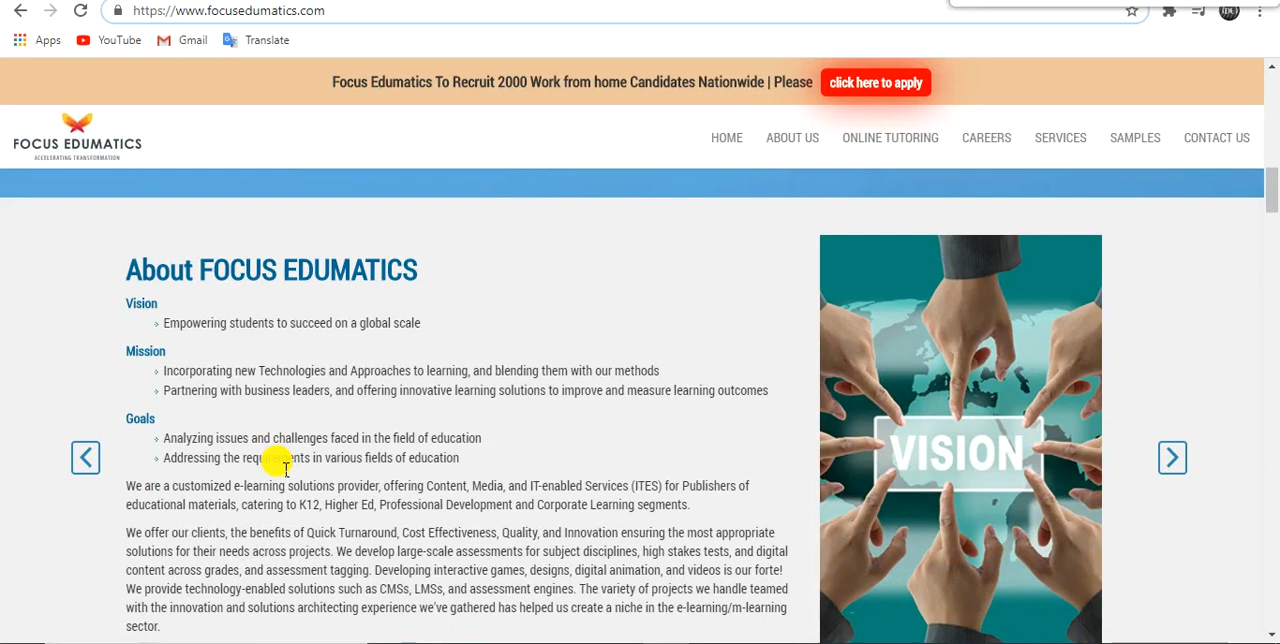 https://www.focusedumatics.com
Apps YouTube Gmail Translate
Focus Edumatics To Recruit 2000 Work from home Candidates Nationwide | Please click here to apply
FOCUS EDUMATICS
ACCELERATING TRANSFORMATION
HOME ABOUT US ONLINE TUTORING CAREERS SERVICES SAMPLES CONTACT US
About FOCUS EDUMATICS
Vision
Empowering students to succeed on a global scale
Mission
Incorporating new Technologies and Approaches to learning, and blending them with our methods
Partnering with business leaders, and offering innovative learning solutions to improve and measure learning outcomes
Goals
Analyzing issues and challenges faced in the field of education
Addressing the requirements in various fields of education
We are a customized e-learning solutions provider, offering Content, Media, and IT-enabled Services (ITES) for Publishers of
educational materials, catering to K12, Higher Ed, Professional Development and Corporate Learning segments.
We offer our clients, the benefits of Quick Turnaround, Cost Effectiveness, Quality, and Innovation ensuring the most appropriate
solutions for their needs across projects. We develop large-scale assessments for subject disciplines, high stakes tests, and digital
content across grades, and assessment tagging. Developing interactive games, designs, digital animation, and videos is our forte!
We provide technology-enabled solutions such as CMSs, LMSs, and assessment engines. The variety of projects we handle teamed
with the innovation and solutions architecting experience we've gathered has helped us create a niche in the e-learning/m-learning
sector.
VISION